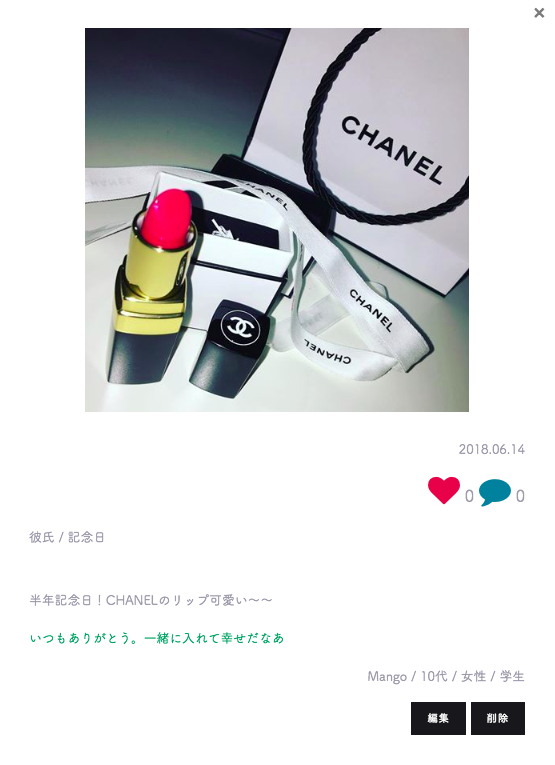 CHANEL
CHANEL
CHANEL
CHANEL
CHANEL
2018.06.14
0 0
彼氏 / 記念日
半年記念日！CHANELのリップ可愛い〜〜
いつもありがとう。一緒に入れて幸せだなあ
Mango / 10代 / 女性 / 学生
編集 削除